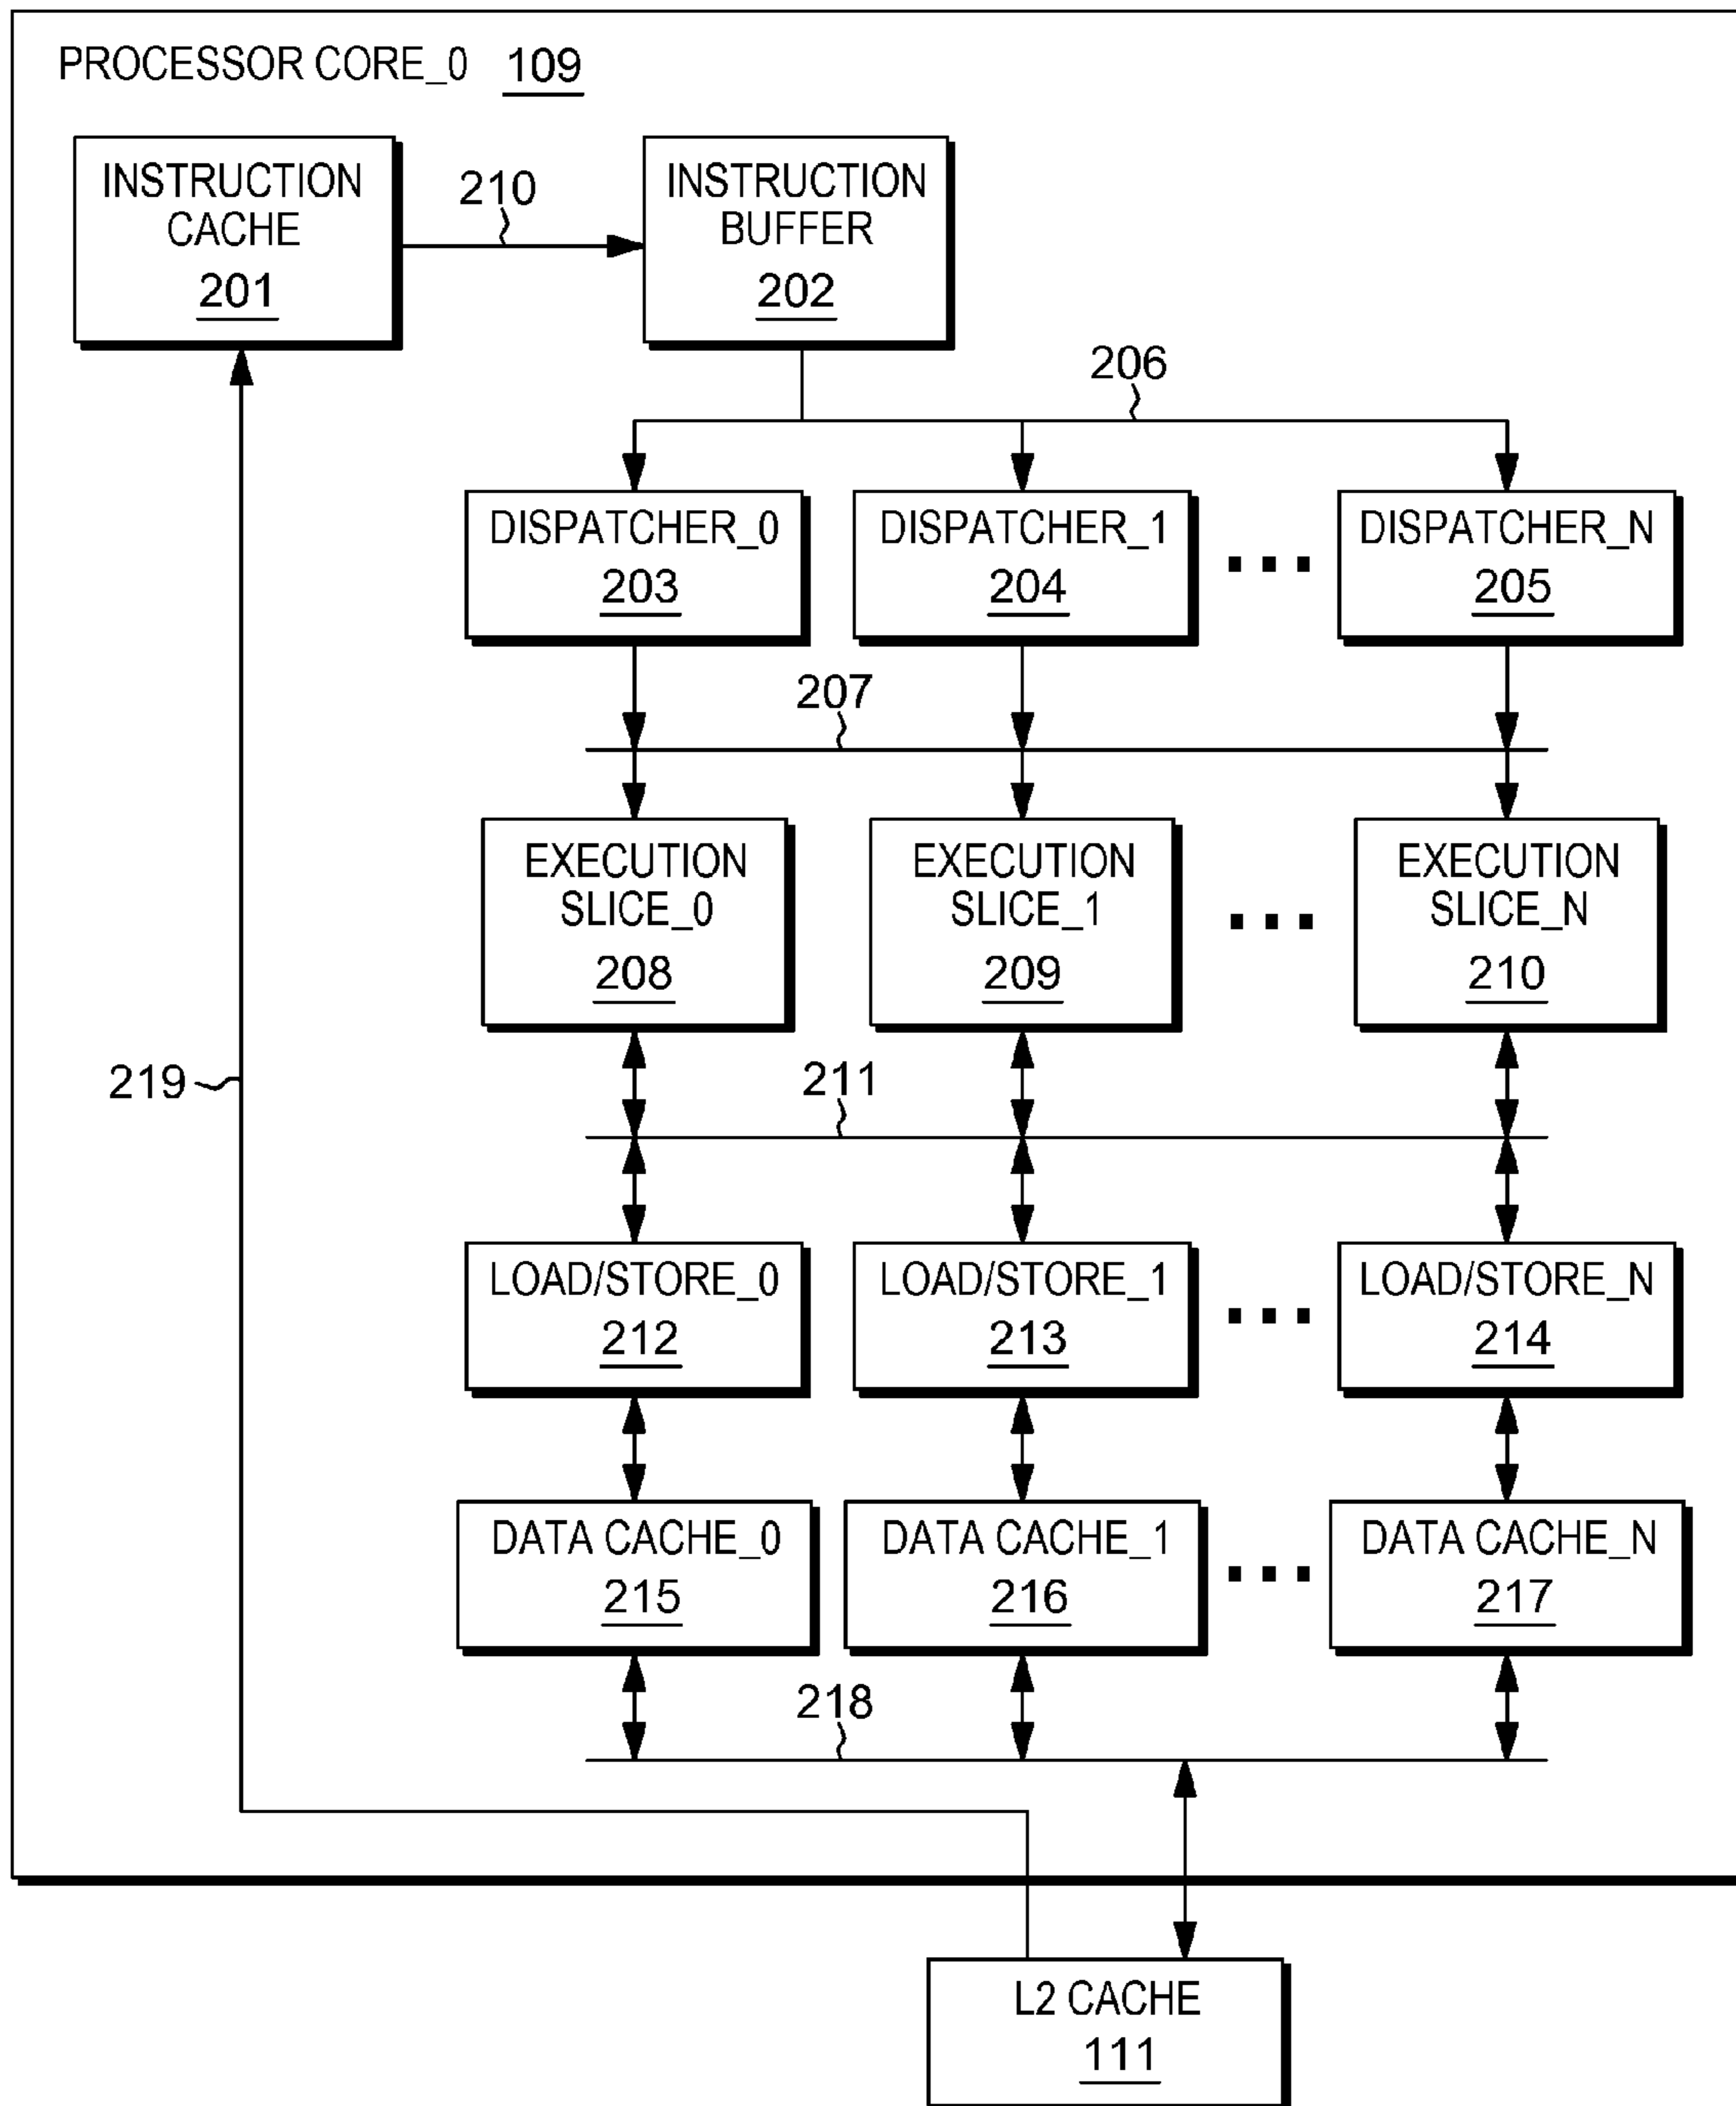 PROCESSOR CORE_0 109
INSTRUCTION
CACHE
201
210
INSTRUCTION
BUFFER
202
206
DISPATCHER_0
203
DISPATCHER_1
204
...
DISPATCHER_N
205
207
EXECUTION
SLICE_0
208
EXECUTION
SLICE_1
209
...
EXECUTION
SLICE_N
210
219
211
LOAD/STORE_0
212
LOAD/STORE_1
213
...
LOAD/STORE_N
214
DATA CACHE_0
215
DATA CACHE_1
216
...
DATA CACHE_N
217
218
L2 CACHE
111